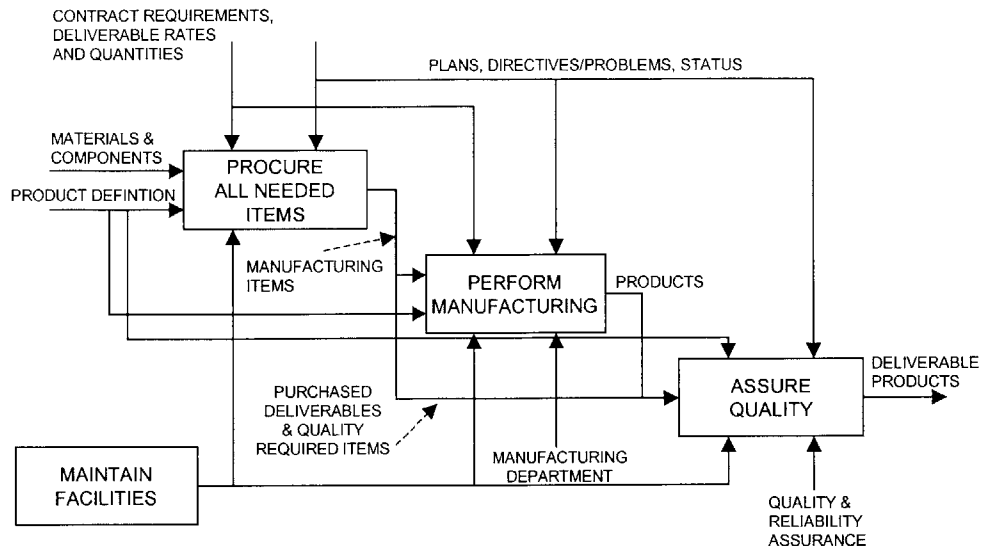 CONTRACT REQUIREMENTS,
DELIVERABLE RATES
AND QUANTITIES
PLANS, DIRECTIVES/PROBLEMS, STATUS
MATERIALS &
COMPONENTS
PRODUCT DEFINTION
PROCURE
ALL NEEDED
ITEMS
MANUFACTURING
ITEMS
PERFORM
MANUFACTURING
PRODUCTS
PURCHASED
DELIVERABLES
& QUALITY
REQUIRED ITEMS
ASSURE
QUALITY
DELIVERABLE
PRODUCTS
MAINTAIN
FACILITIES
MANUFACTURING
DEPARTMENT
QUALITY &
RELIABILITY
ASSURANCE